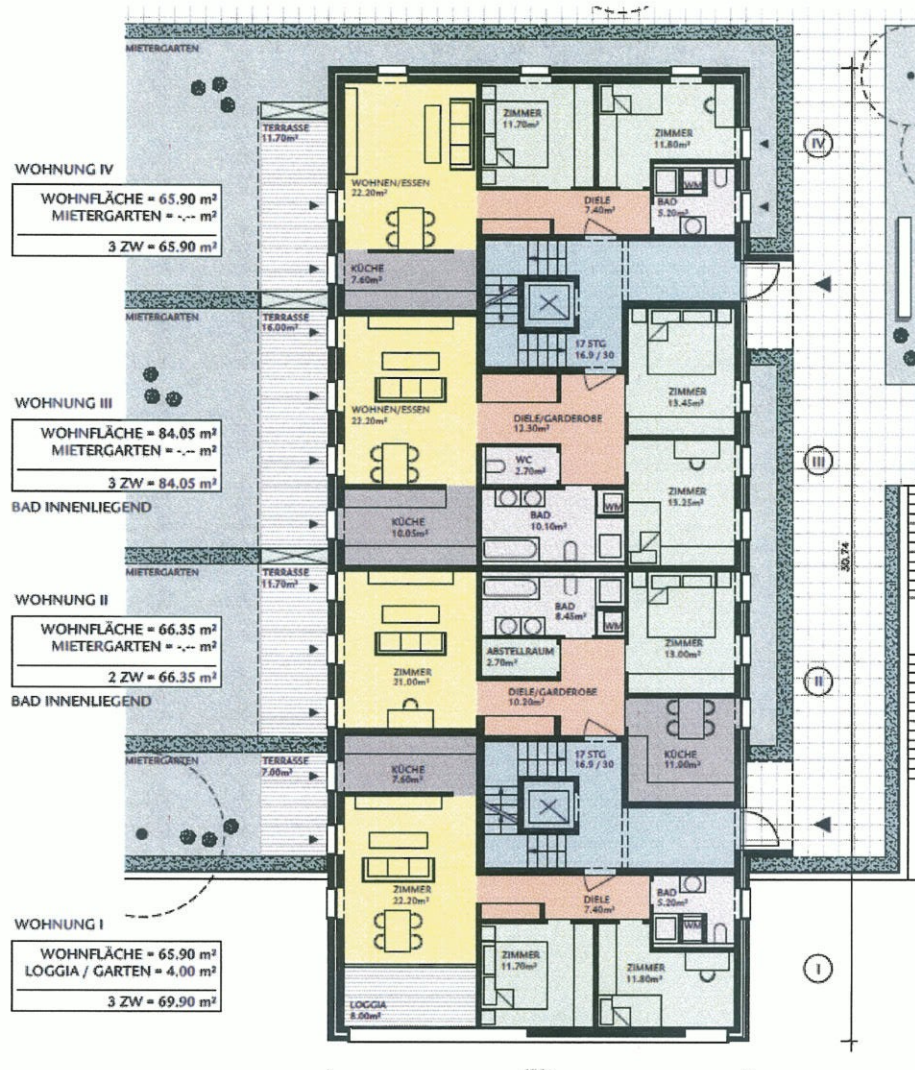 MIETERGARTEN
TERRASSE
11.70m²
ZIMMER
11.70m²
ZIMMER
11.80m²
IV
WOHNUNG IV
WOHNFLÄCHE = 65.90 m²
MIETERGARTEN = -.-- m²
3 ZW = 65.90 m²
WOHNEN/ESSEN
22.20m²
DIELE
7.40m²
WM
BAD
5.20m²
KÜCHE
7.60m²
MIETERGARTEN
TERRASSE
16.00m²
17 STG
16.9 / 30
ZIMMER
13.45m²
WOHNUNG III
WOHNFLÄCHE = 84.05 m²
MIETERGARTEN = -.-- m²
3 ZW = 84.05 m²
BAD INNENLIEGEND
WOHNEN/ESSEN
22.20m²
DIELE/GARDEROBE
12.30m²
WC
2.70m²
III
ZIMMER
13.25m²
KÜCHE
10.05m²
BAD
10.10m²
WM
30.74
MIETERGARTEN
TERRASSE
11.70m²
WOHNUNG II
WOHNFLÄCHE = 66.35 m²
MIETERGARTEN = -.-- m²
2 ZW = 66.35 m²
BAD INNENLIEGEND
BAD
8.45m²
WM
ZIMMER
13.00m²
ABSTELLRAUM
2.70m²
ZIMMER
21.00m²
DIELE/GARDEROBE
10.20m²
II
MIETERGARTEN
TERRASSE
7.00m²
KÜCHE
7.60m²
17 STG
16.9 / 30
KÜCHE
11.00m²
ZIMMER
22.20m²
DIELE
7.40m²
BAD
5.20m²
WM
WOHNUNG I
WOHNFLÄCHE = 65.90 m²
LOGGIA / GARTEN = 4.00 m²
3 ZW = 69.90 m²
ZIMMER
11.70m²
ZIMMER
11.80m²
I
LOGGIA
8.00m²